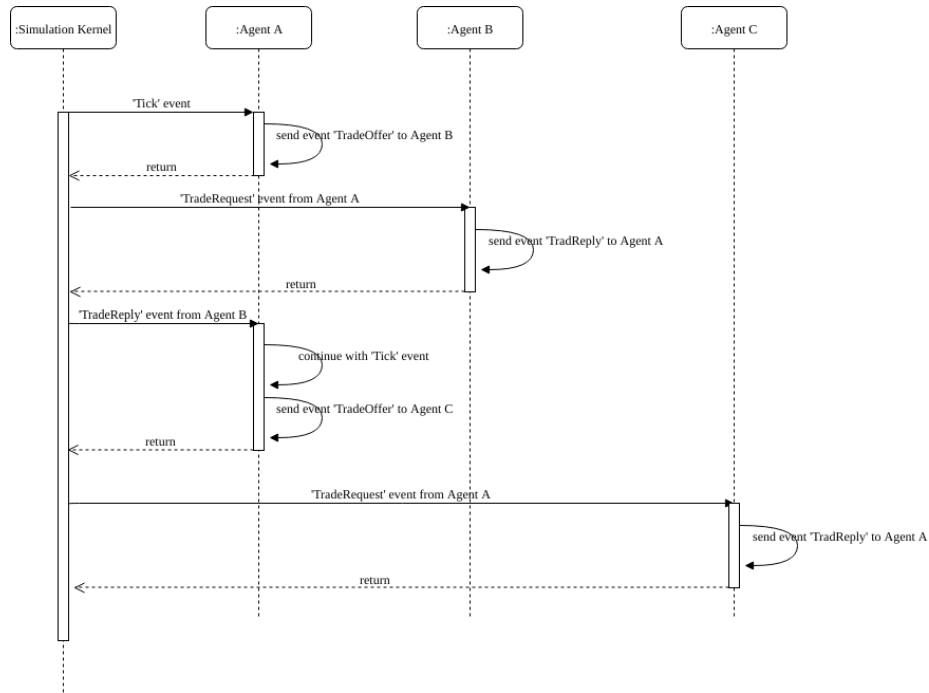 :Simulation Kernel
:Agent A
:Agent B
:Agent C
'Tick' event
send event 'TradeOffer' to Agent B
return
'TradeRequest' event from Agent A
send event 'TradReply' to Agent A
return
'TradeReply' event from Agent B
continue with 'Tick' event
send event 'TradeOffer' to Agent C
return
'TradeRequest' event from Agent A
send event 'TradReply' to Agent A
return